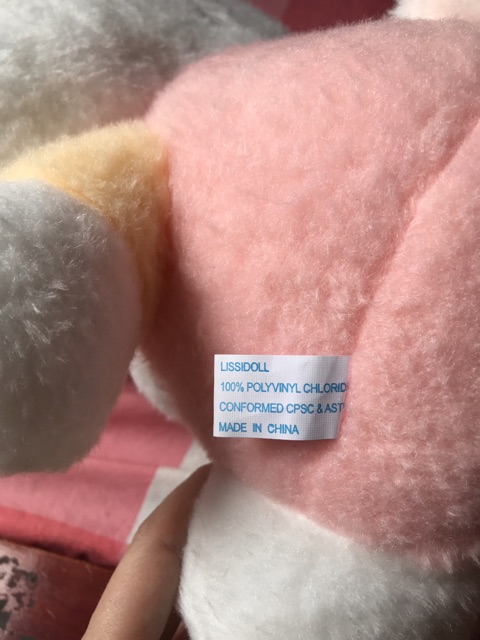 LISSIDOLL
100% POLYVINYL CHLORID
CONFORMED CPSC & AST
MADE IN CHINA